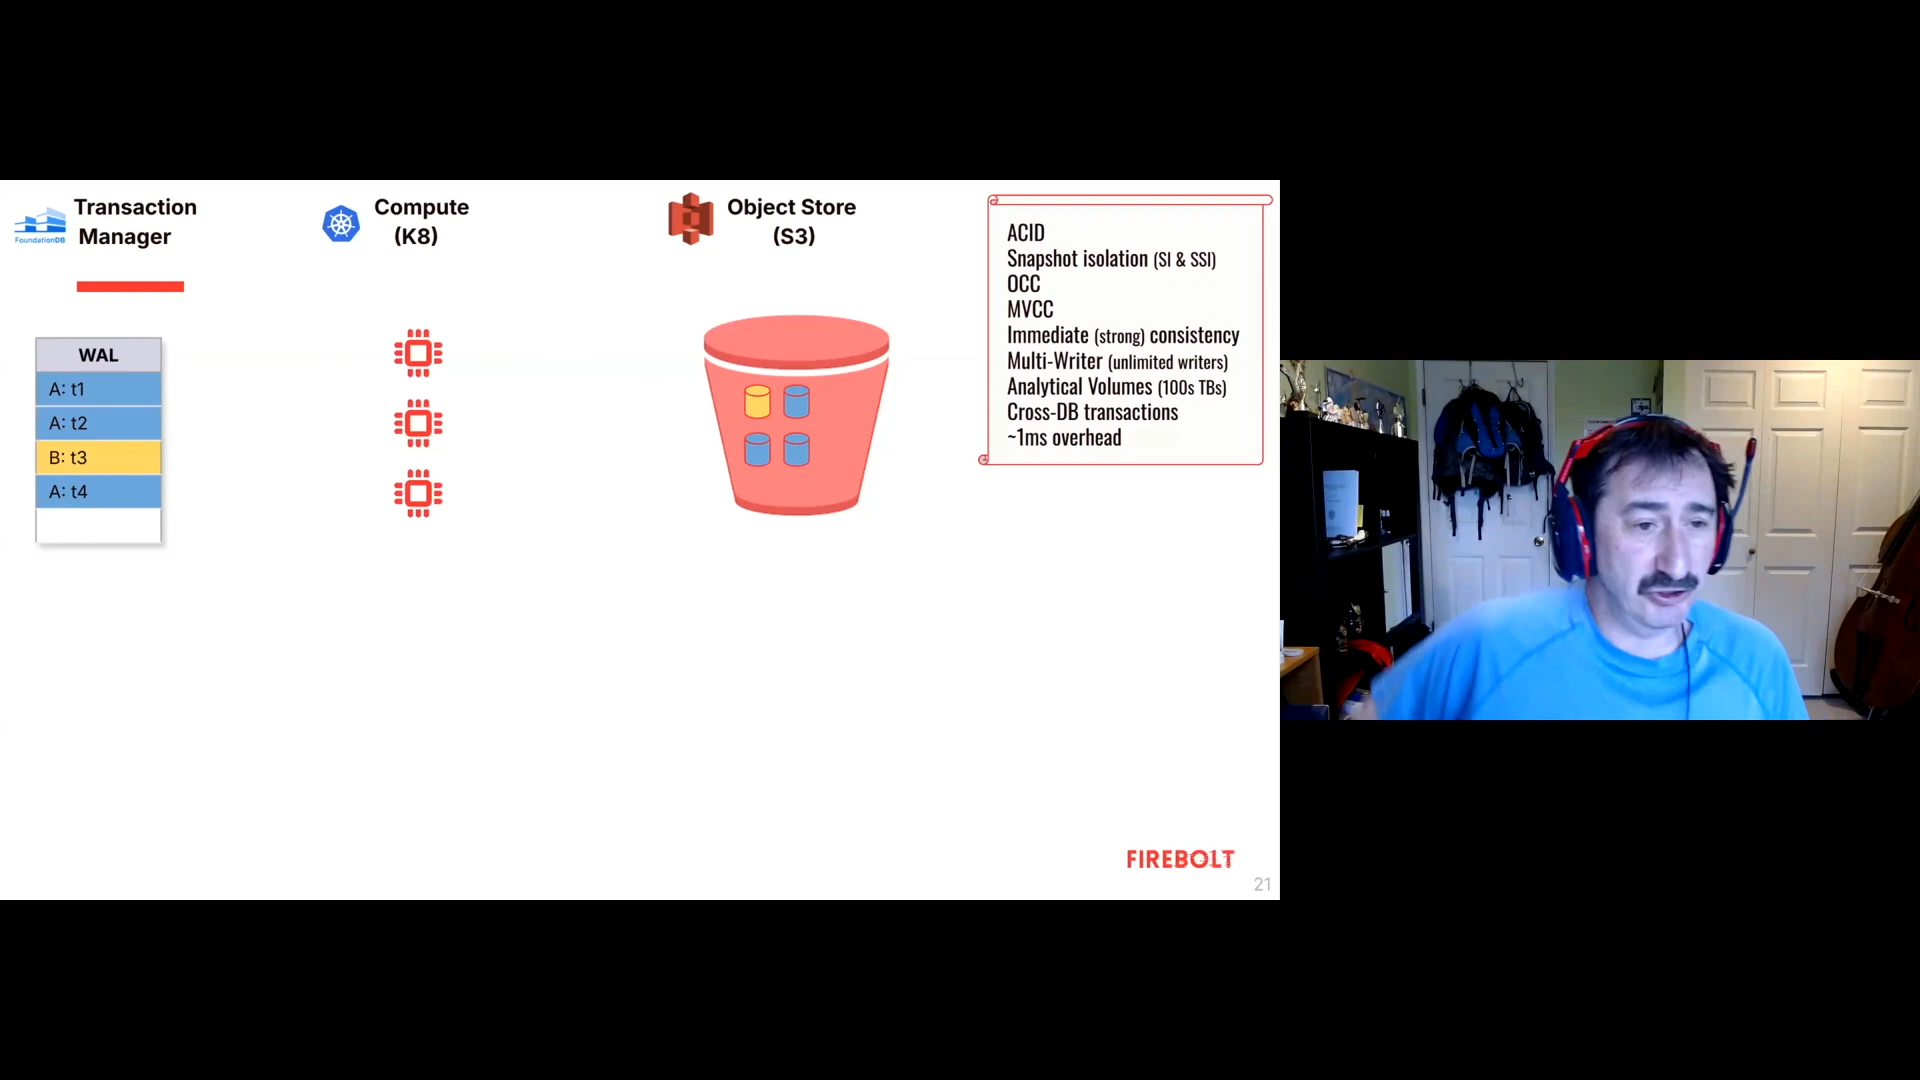 FoundationDB
Transaction
Manager
Compute
(K8)
Object Store
(S3)
WAL
A: t1
A: t2
B: t3
A: t4
ACID
Snapshot isolation (SI & SSI)
OCC
MVCC
Immediate (strong) consistency
Multi-Writer (unlimited writers)
Analytical Volumes (100s TBs)
Cross-DB transactions
~1ms overhead
FIREBOLT
21